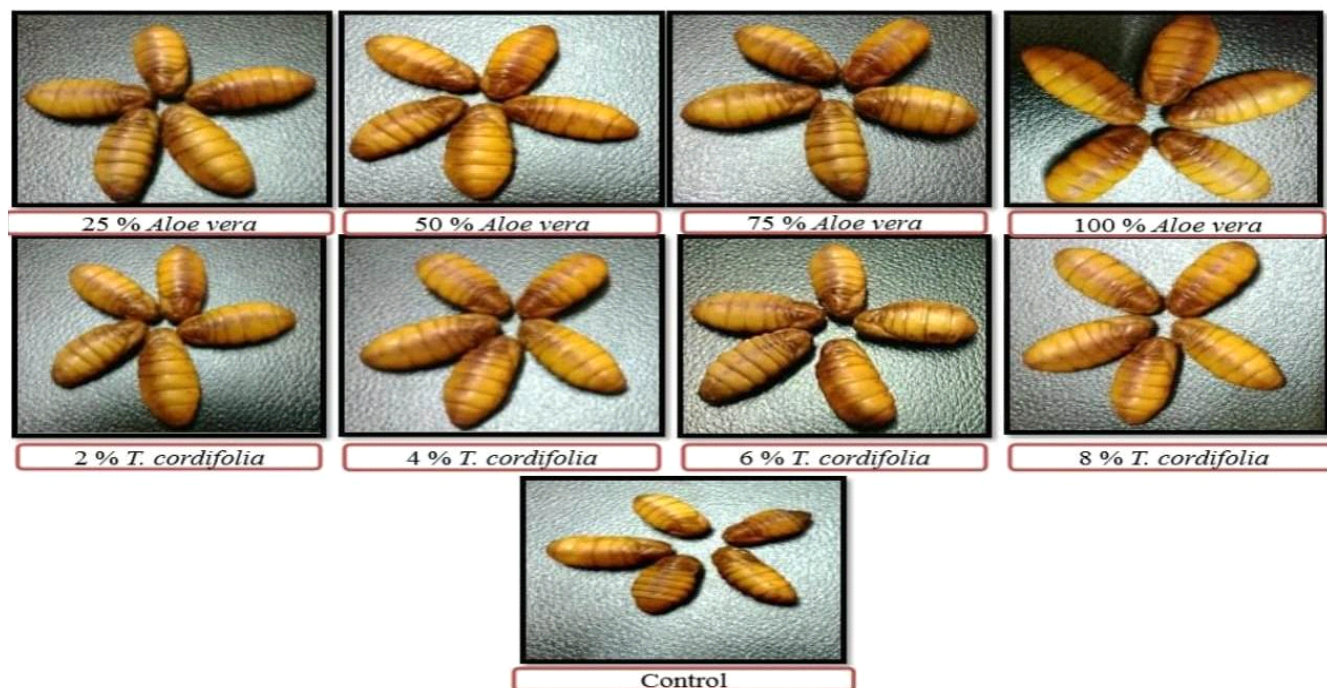 25 % Aloe vera
50 % Aloe vera
75 % Aloe vera
100 % Aloe vera
2 % T. cordifolia
4 % T. cordifolia
6 % T. cordifolia
8 % T. cordifolia
Control